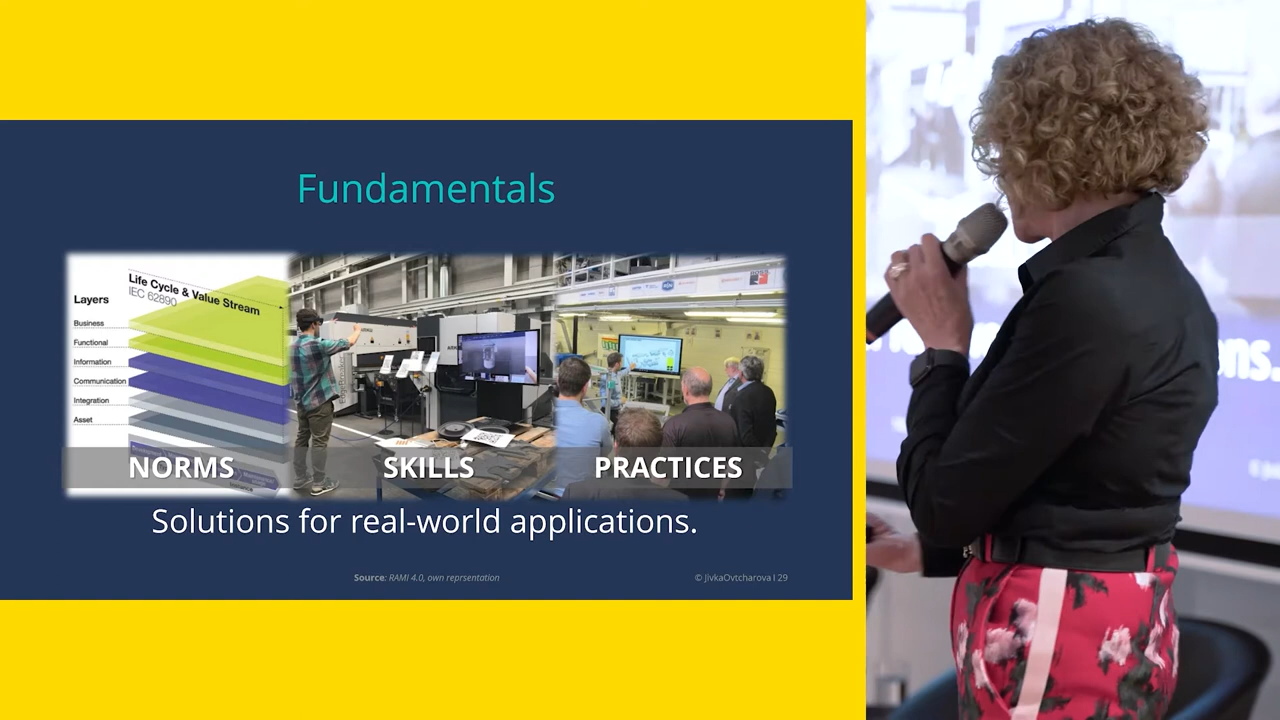 Fundamentals
Life Cycle & Value Stream
IEC 62890
Layers
Business
Functional
Information
Communication
Integration
Asset
NORMS
SKILLS
PRACTICES
Solutions for real-world applications.
Source: RAMI 4.0, own reprsentation
© JivkaOvtcharova I 29
ons.